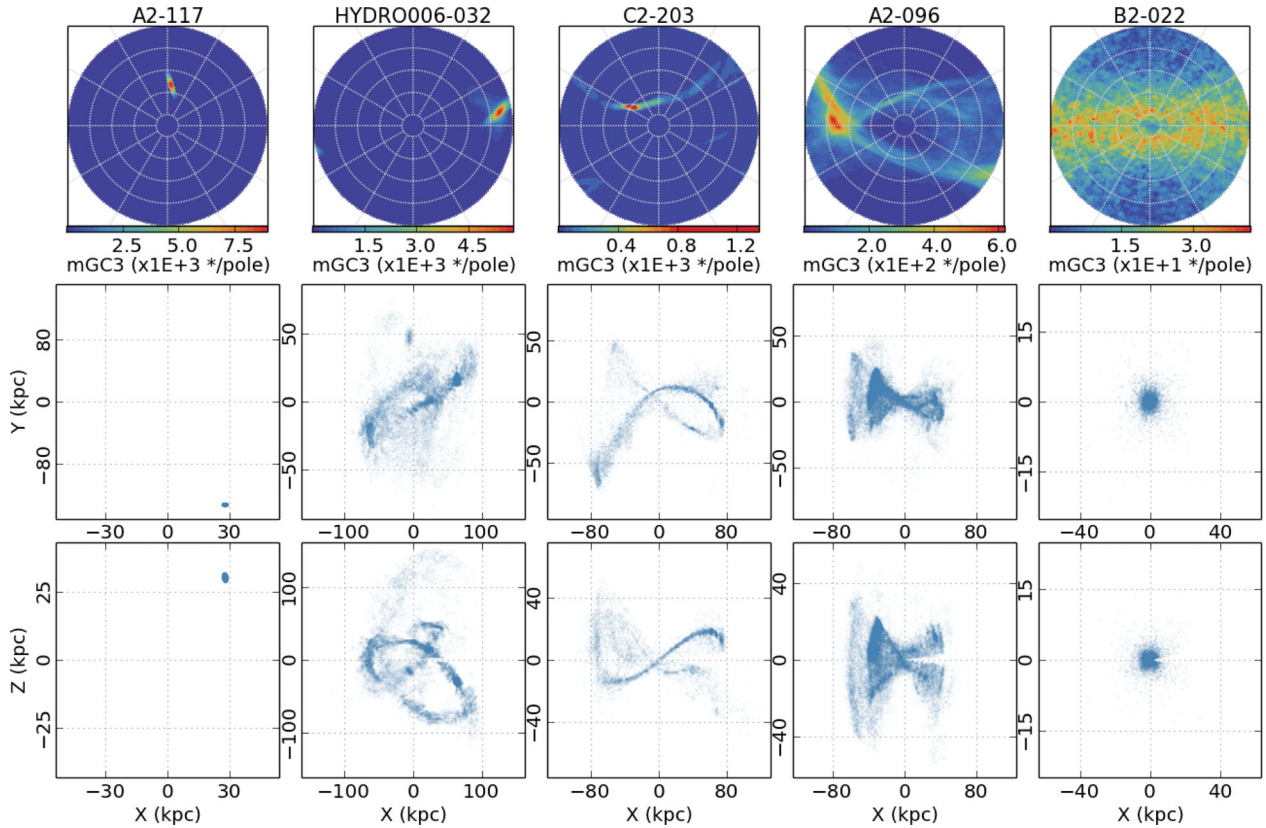 A2-117 HYDRO006-032 C2-203 A2-096 B2-022
2.5 5.0 7.5 1.5 3.0 4.5 0.4 0.8 1.2 2.0 4.0 6.0 1.5 3.0
mGC3 (x1E+3 */pole) mGC3 (x1E+3 */pole) mGC3 (x1E+3 */pole) mGC3 (x1E+2 */pole) mGC3 (x1E+1 */pole)
Y (kpc)
80 0 −80
50 0 −50
50 0 −50
50 0 −50
15 0 −15
−30 0 30 −100 0 100 −80 0 80 −80 0 80 −40 0 40
Z (kpc)
25 0 −25
100 0 −100
40 0 −40
40 0 −40
15 0 −15
−30 0 30 −100 0 100 −80 0 80 −80 0 80 −40 0 40
X (kpc) X (kpc) X (kpc) X (kpc) X (kpc)